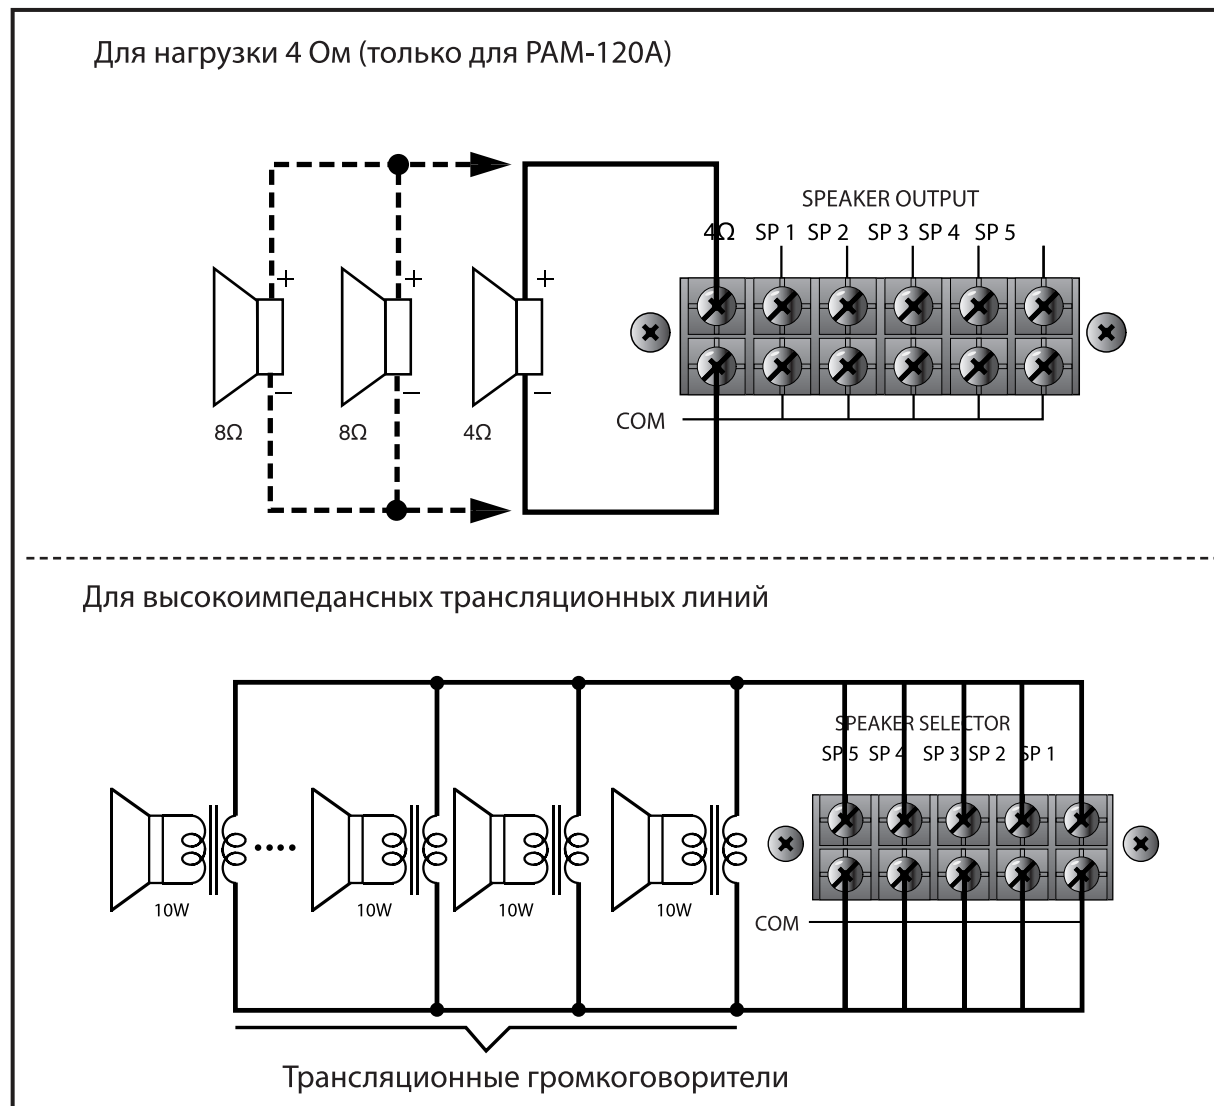 Для нагрузки 4 Ом (только для PAM-120A)
SPEAKER OUTPUT
4Ω SP 1 SP 2 SP 3 SP 4 SP 5
+ + +
− − −
8Ω 8Ω 4Ω
COM
Для высокоимпедансных трансляционных линий
SPEAKER SELECTOR
SP 5 SP 4 SP 3 SP 2 SP 1
10W 10W 10W 10W
COM
Трансляционные громкоговорители